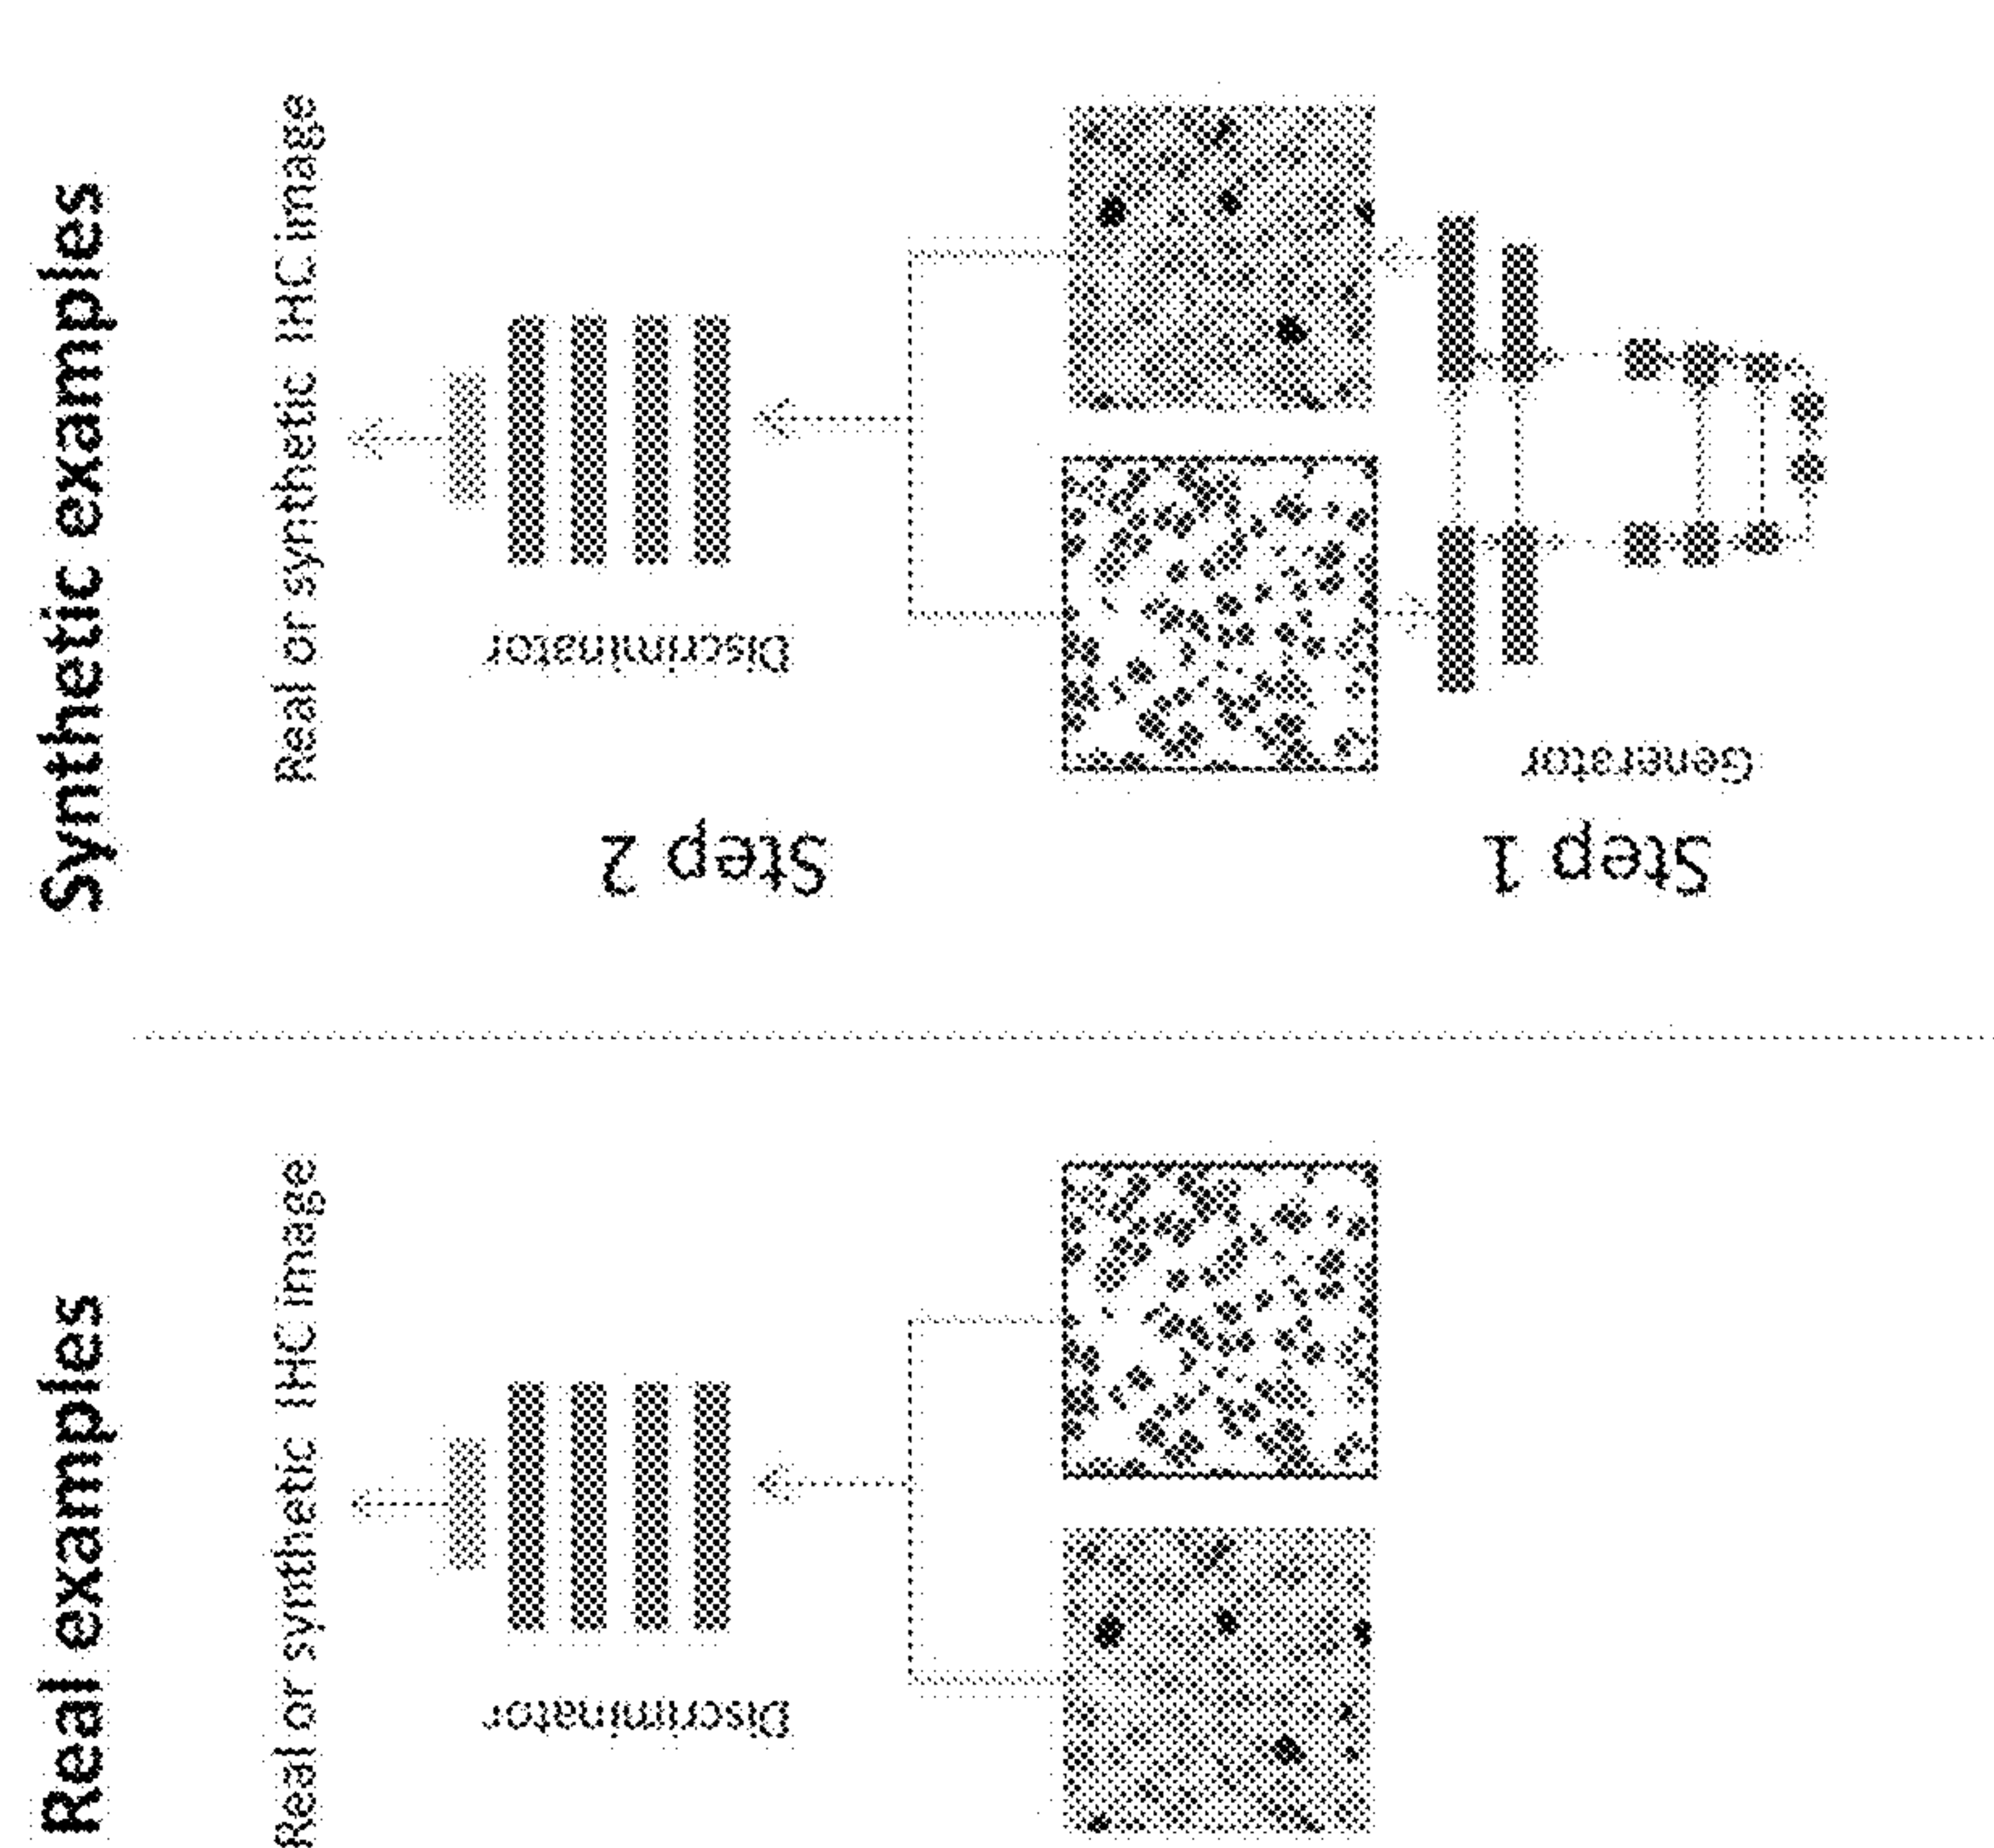 Real examples
Real or synthetic IHC image
Discriminator
Synthetic examples
Real or synthetic IHC image
Discriminator
Step 2
Generator
Step 1